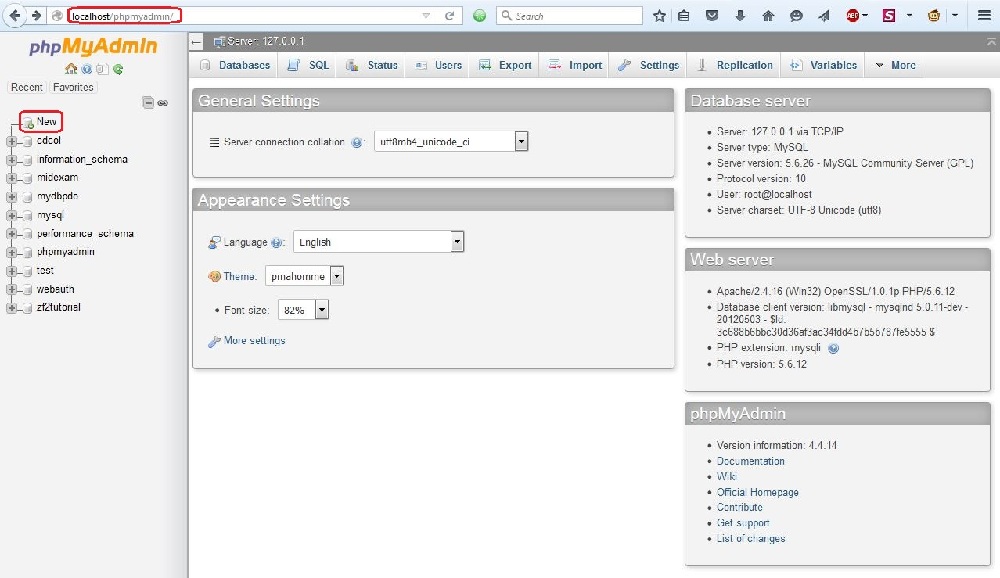 localhost/phpmyadmin/
Search
ABP
S
phpMyAdmin
Recent Favorites
New
cdcol
information_schema
midexam
mydbpdo
mysql
performance_schema
phpmyadmin
test
webauth
zf2tutorial
Server: 127.0.0.1
Databases SQL Status Users Export Import Settings Replication Variables More
General Settings
Server connection collation : utf8mb4_unicode_ci
Appearance Settings
Language : English
Theme: pmahomme
• Font size: 82%
More settings
Database server
• Server: 127.0.0.1 via TCP/IP
• Server type: MySQL
• Server version: 5.6.26 - MySQL Community Server (GPL)
• Protocol version: 10
• User: root@localhost
• Server charset: UTF-8 Unicode (utf8)
Web server
• Apache/2.4.16 (Win32) OpenSSL/1.0.1p PHP/5.6.12
• Database client version: libmysql - mysqlnd 5.0.11-dev -
20120503 - $Id:
3c688b6bbc30d36af3ac34fdd4b7b5b787fe5555 $
• PHP extension: mysqli
• PHP version: 5.6.12
phpMyAdmin
• Version information: 4.4.14
• Documentation
• Wiki
• Official Homepage
• Contribute
• Get support
• List of changes